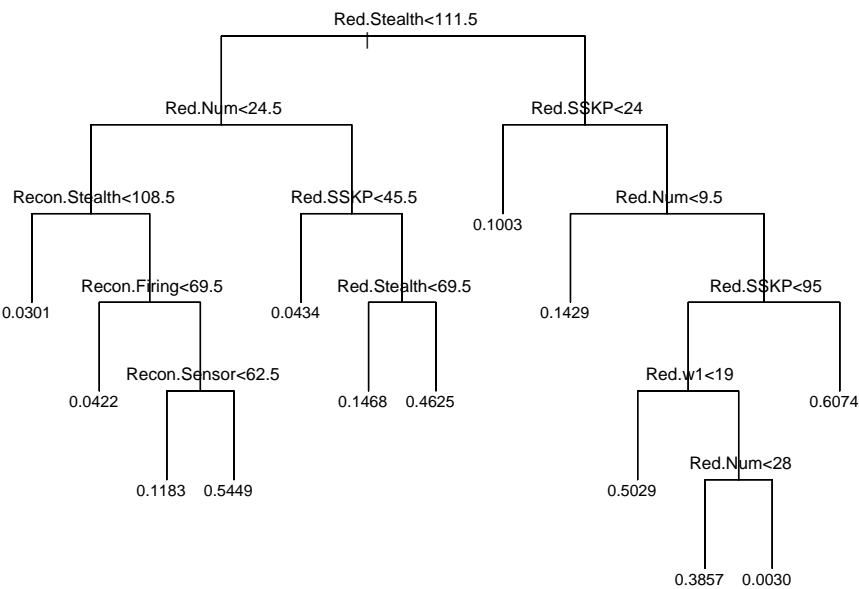 Red.Stealth<111.5
Red.Num<24.5
Red.SSKP<24
Recon.Stealth<108.5
Red.SSKP<45.5
Red.Num<9.5
0.1003
Recon.Firing<69.5
Red.Stealth<69.5
Red.SSKP<95
0.0301
0.0434
0.1429
Recon.Sensor<62.5
Red.w1<19
0.0422
0.1468
0.4625
0.6074
Red.Num<28
0.1183
0.5449
0.5029
0.3857
0.0030